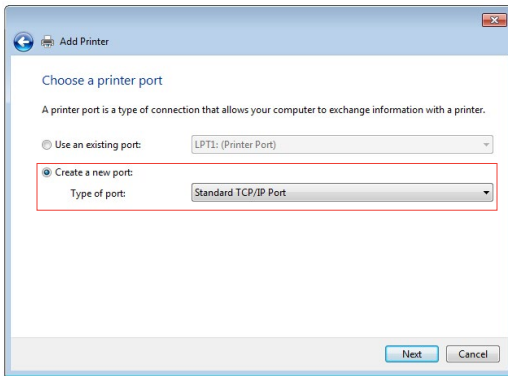 Add Printer
Choose a printer port
A printer port is a type of connection that allows your computer to exchange information with a printer.
Use an existing port: LPT1: (Printer Port)
Create a new port:
Type of port: Standard TCP/IP Port
Next Cancel